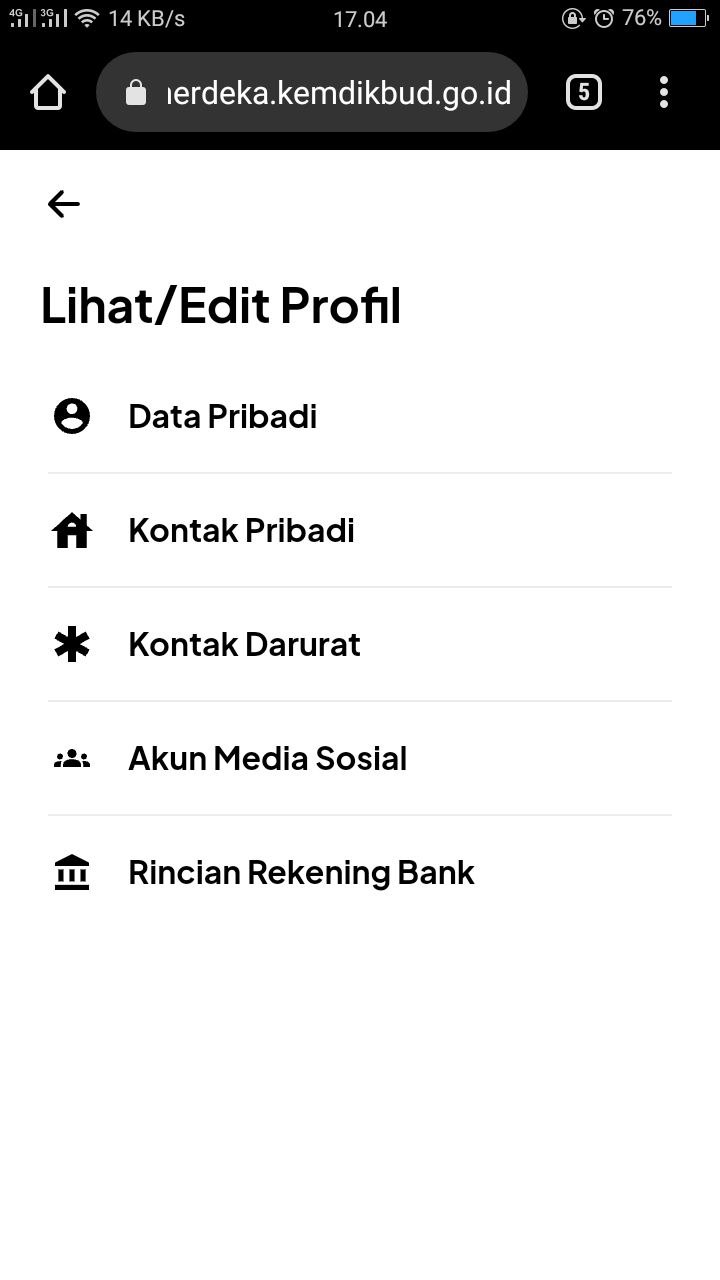 4G 3G 14 KB/s 17.04 76%
nerdeka.kemdikbud.go.id 5
Lihat/Edit Profil
Data Pribadi
Kontak Pribadi
Kontak Darurat
Akun Media Sosial
Rincian Rekening Bank